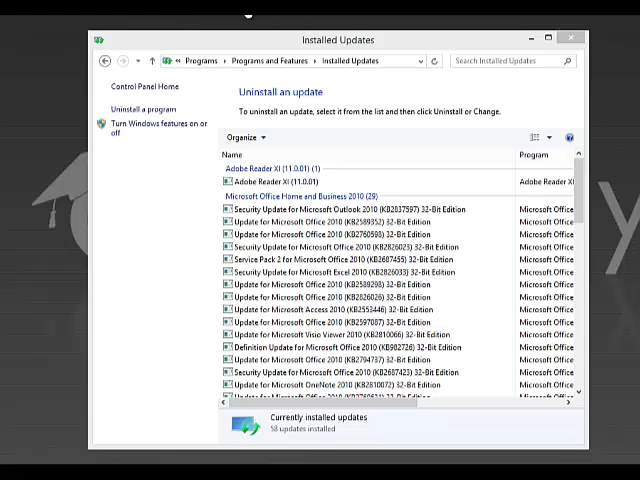 Installed Updates
« Programs › Programs and Features › Installed Updates
Search Installed Updates
Control Panel Home
Uninstall a program
Turn Windows features on or
off
Uninstall an update
To uninstall an update, select it from the list and then click Uninstall or Change.
Organize
Name Program
Adobe Reader XI (11.0.01) (1)
Adobe Reader XI (11.0.01) Adobe Reader XI
Microsoft Office Home and Business 2010 (29)
Security Update for Microsoft Outlook 2010 (KB2837597) 32-Bit Edition Microsoft Office
Update for Microsoft Office 2010 (KB2589352) 32-Bit Edition Microsoft Office
Update for Microsoft Office 2010 (KB2760598) 32-Bit Edition Microsoft Office
Security Update for Microsoft Office 2010 (KB2826023) 32-Bit Edition Microsoft Office
Service Pack 2 for Microsoft Office 2010 (KB2687455) 32-Bit Edition Microsoft Office
Security Update for Microsoft Excel 2010 (KB2826033) 32-Bit Edition Microsoft Office
Update for Microsoft Office 2010 (KB2589298) 32-Bit Edition Microsoft Office
Update for Microsoft Office 2010 (KB2826026) 32-Bit Edition Microsoft Office
Update for Microsoft Access 2010 (KB2553446) 32-Bit Edition Microsoft Office
Update for Microsoft Office 2010 (KB2597087) 32-Bit Edition Microsoft Office
Update for Microsoft Visio Viewer 2010 (KB2810066) 32-Bit Edition Microsoft Office
Definition Update for Microsoft Office 2010 (KB982726) 32-Bit Edition Microsoft Office
Update for Microsoft Office 2010 (KB2794737) 32-Bit Edition Microsoft Office
Security Update for Microsoft Office 2010 (KB2687423) 32-Bit Edition Microsoft Office
Update for Microsoft OneNote 2010 (KB2810072) 32-Bit Edition Microsoft Office
Currently installed updates
58 updates installed
y